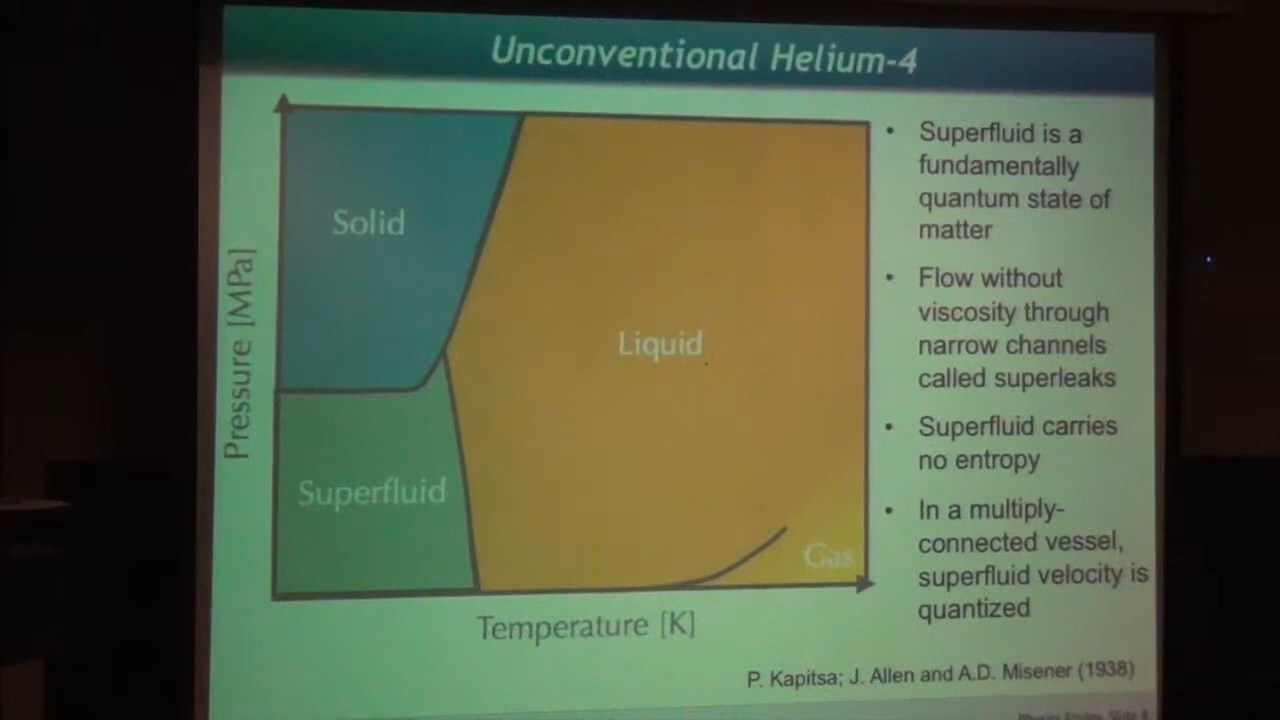 Unconventional Helium-4
Solid
Liquid
Superfluid
Gas
Pressure [MPa]
Temperature [K]
• Superfluid is a
fundamentally
quantum state of
matter
• Flow without
viscosity through
narrow channels
called superleaks
• Superfluid carries
no entropy
• In a multiply-
connected vessel,
superfluid velocity is
quantized
P. Kapitsa; J. Allen and A.D. Misener (1938)